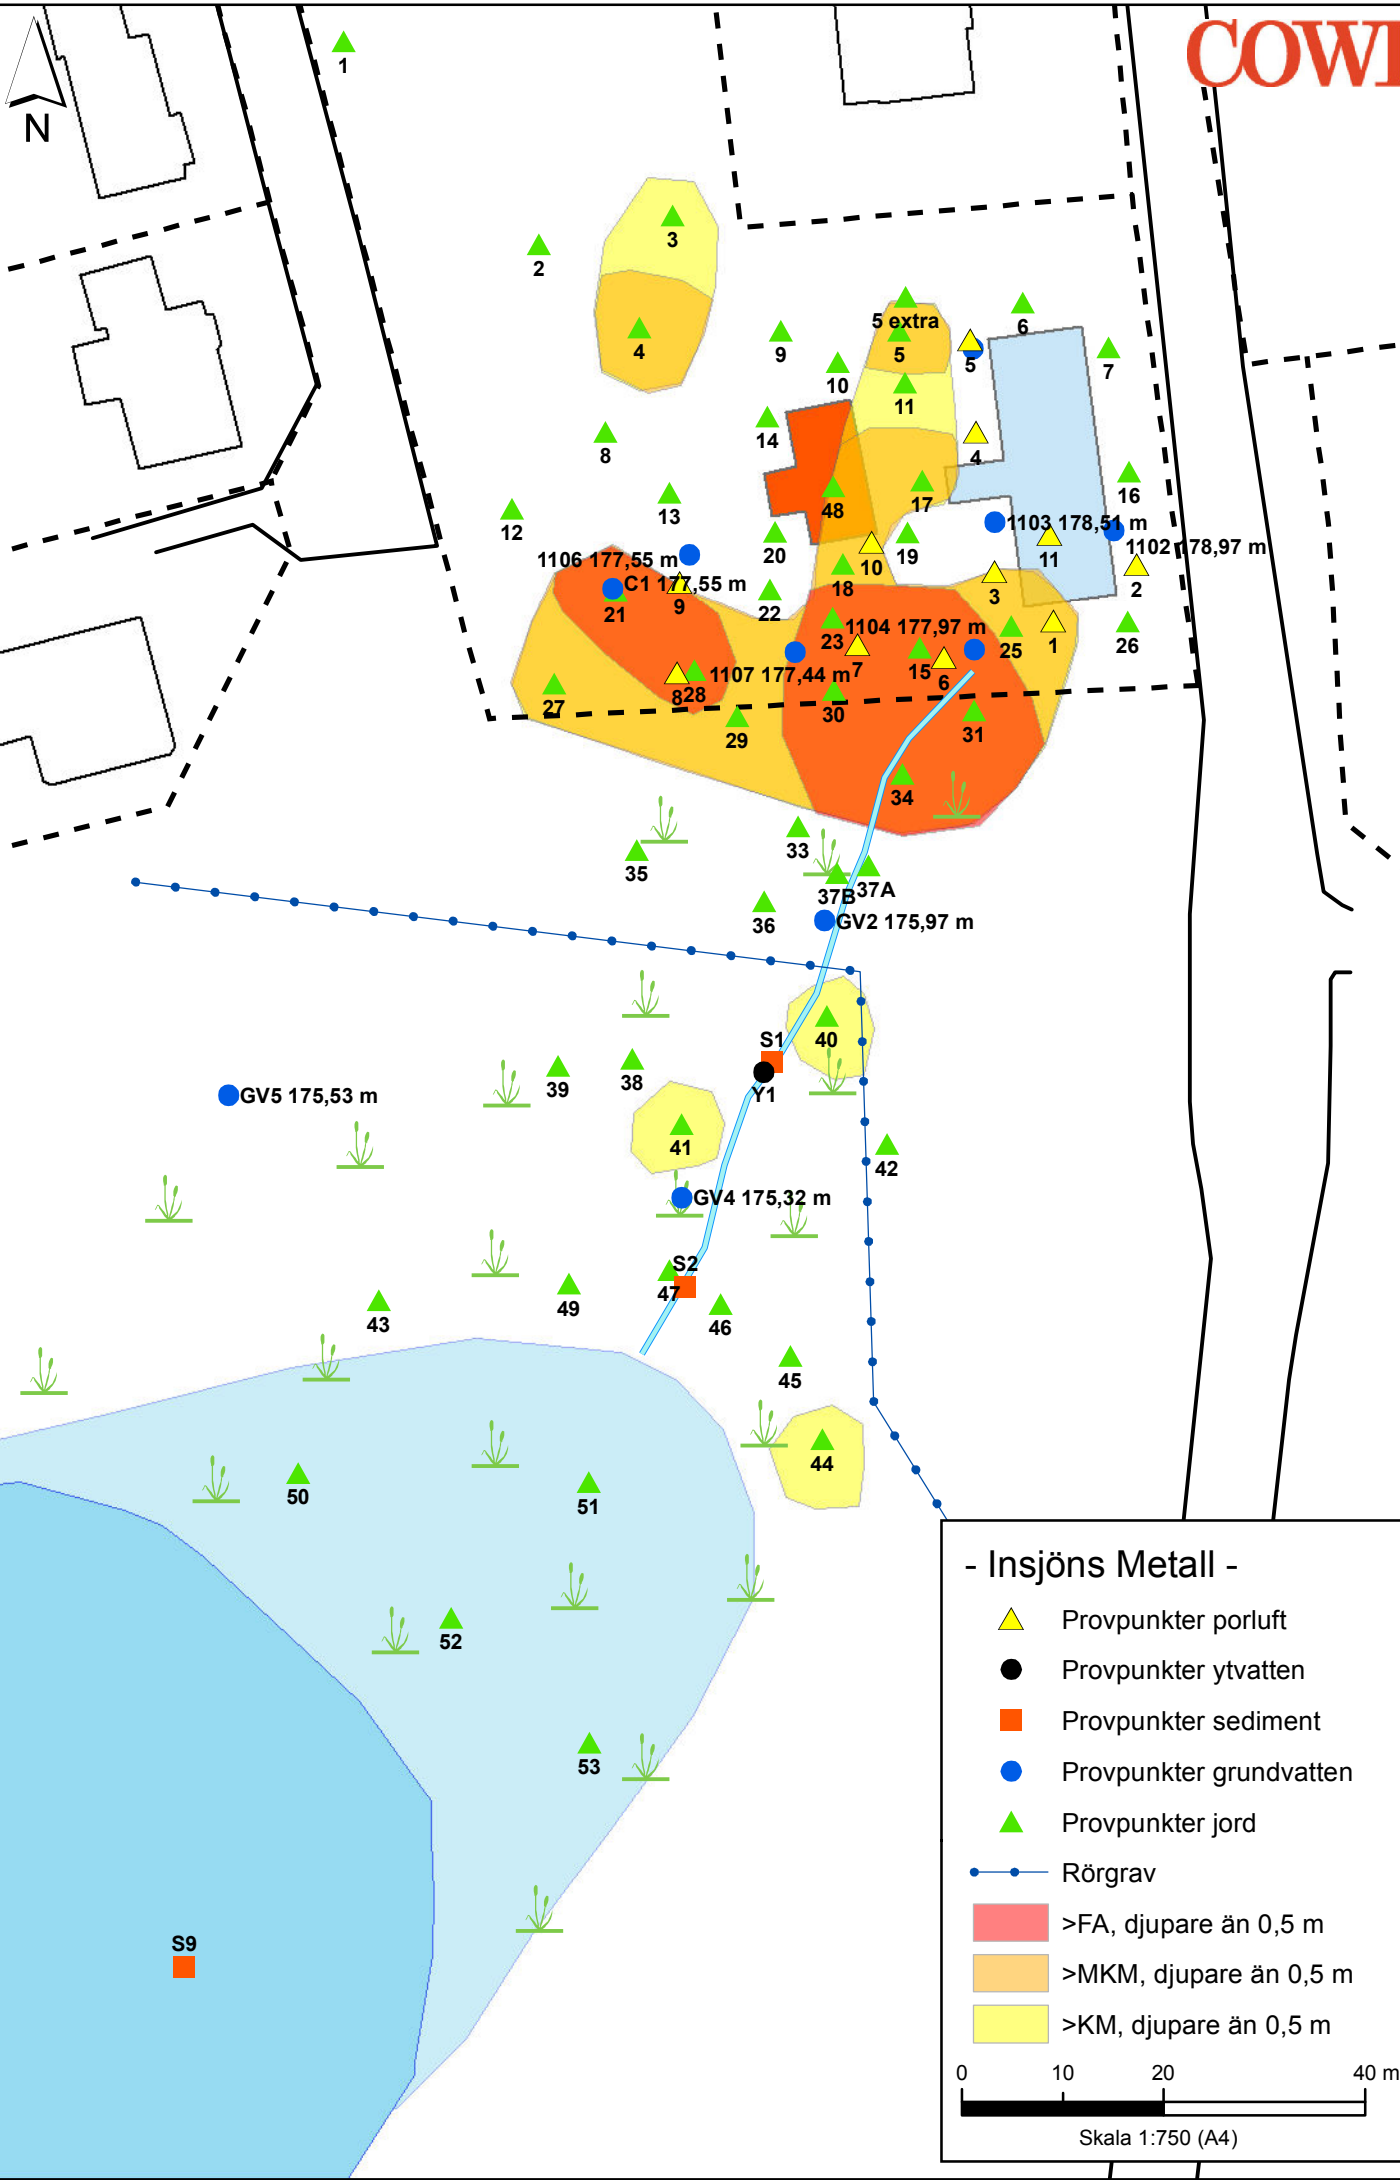 COWI
N
1
3
2
5 extra
6
4
9
5
5
7
10
11
14
4
8
16
48
17
13
12
1103 178,51 m
20
19
11
1102 178,97 m
1106 177,55 m
10
C1 177,55 m
18
3
2
21
9
22
23
1104 177,97 m
25
1
26
1107 177,44 m
7
15
6
8
28
27
30
29
31
34
33
35
37B
37A
36
GV2 175,97 m
S1
40
39
38
Y1
GV5 175,53 m
41
42
GV4 175,32 m
S2
47
49
43
46
45
44
50
51
52
53
S9
- Insjöns Metall -
Provpunkter porluft
Provpunkter ytvatten
Provpunkter sediment
Provpunkter grundvatten
Provpunkter jord
Rörgrav
>FA, djupare än 0,5 m
>MKM, djupare än 0,5 m
>KM, djupare än 0,5 m
0 10 20 40 m
Skala 1:750 (A4)